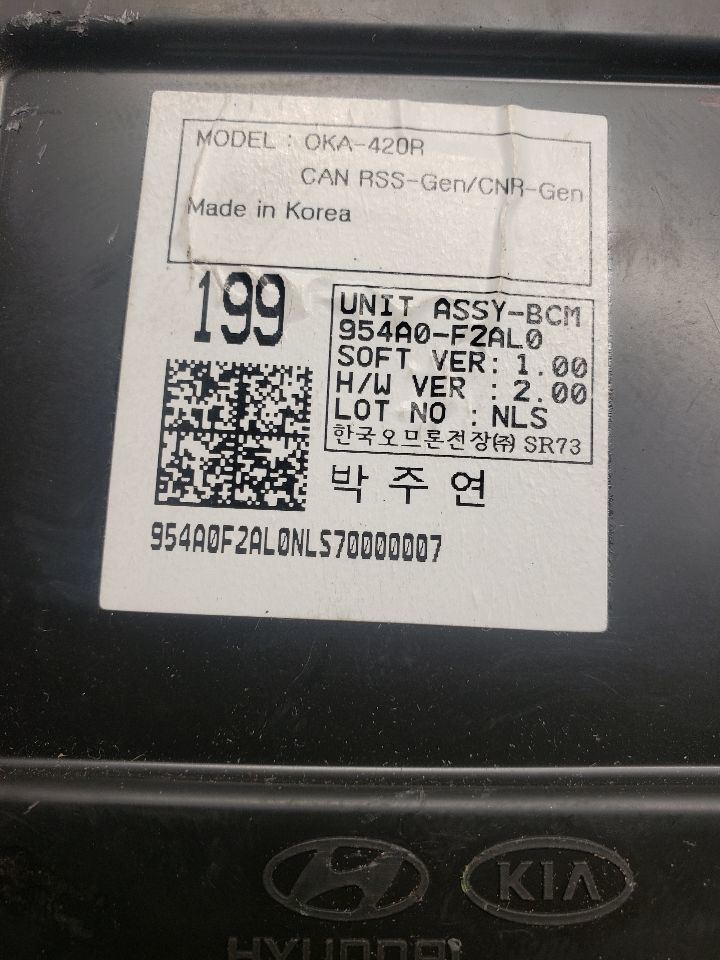 MODEL : OKA-420R
CAN RSS-Gen/CNR-Gen
Made in Korea
199
UNIT ASSY-BCM
954A0-F2AL0
SOFT VER: 1.00
H/W VER : 2.00
LOT NO : NLS
한국오므론전장㈜ SR73
박주연
954A0F2AL0NLS70000007
KIA
HYUNDAI